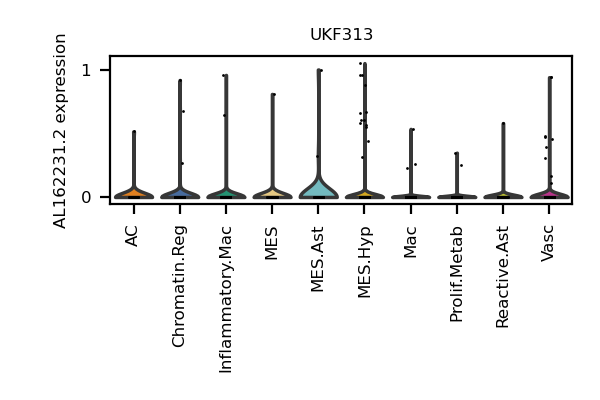 UKF313
AL162231.2 expression
1
0
AC
Chromatin.Reg
Inflammatory.Mac
MES
MES.Ast
MES.Hyp
Mac
Prolif.Metab
Reactive.Ast
Vasc